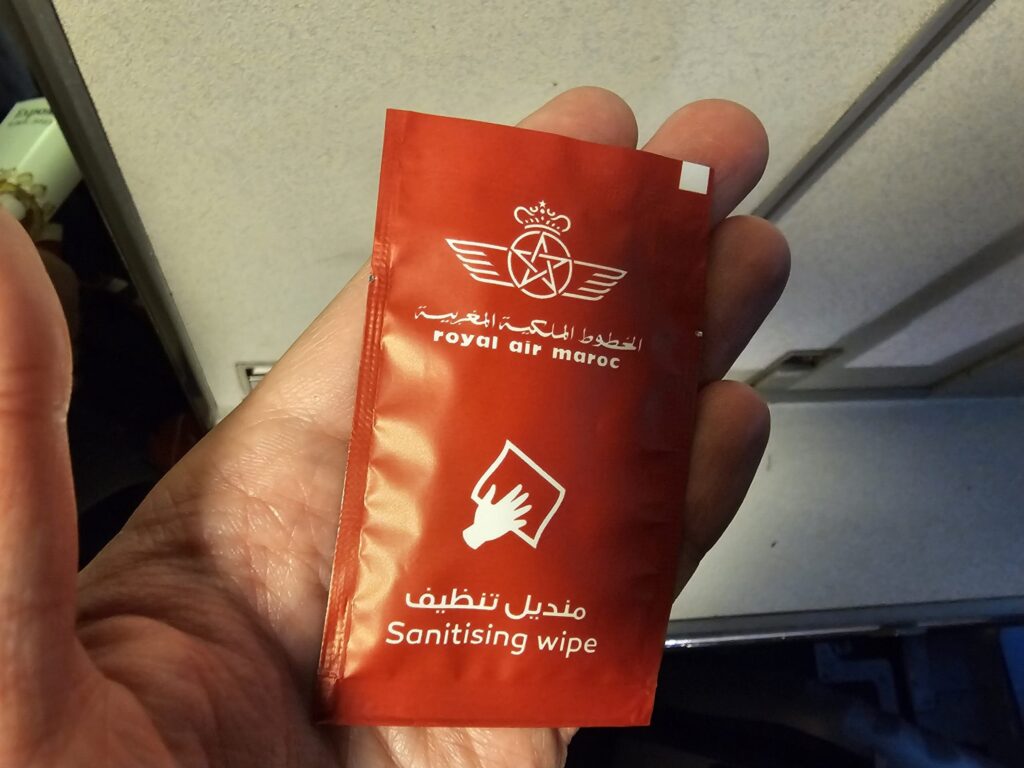 الخطوط الملكية المغربية
royal air maroc
منديل تنظيف
Sanitising wipe